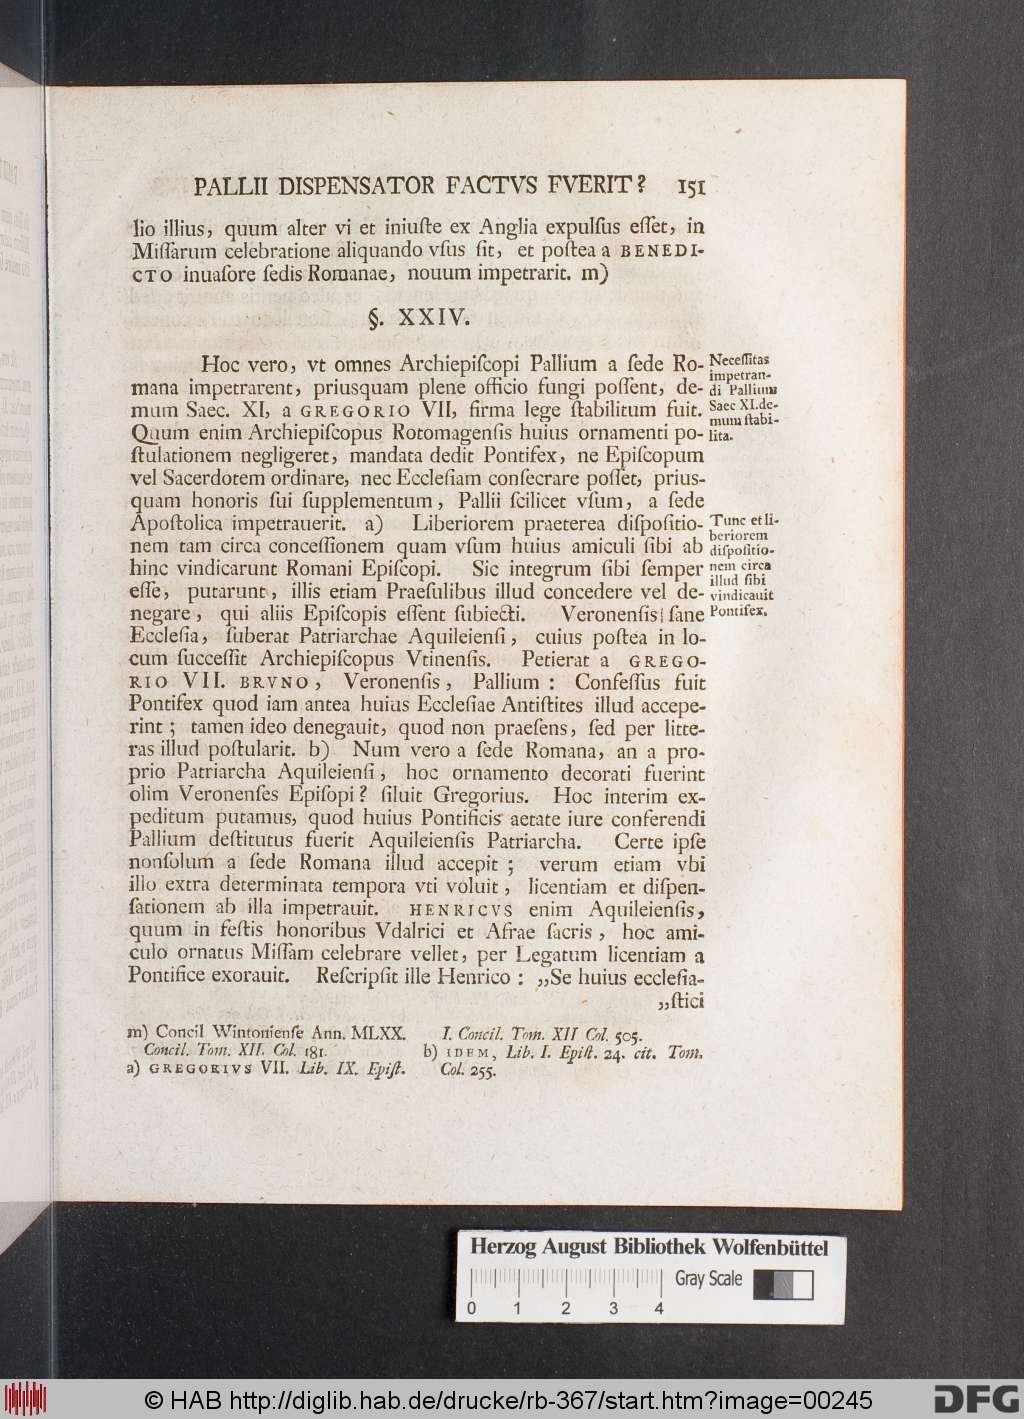 PALLII DISPENSATOR FACTVS FVERIT? 151
lio illius, quum alter vi et iniuſte ex Anglia expulſus eſſet, in
Miſſarum celebratione aliquando vſus ſit, et poſtea a BENEDI-
CTO inuaſore ſedis Romanae, nouum impetrarit. m)
§. XXIV.
Hoc vero, vt omnes Archiepiſcopi Pallium a ſede Ro-
mana impetrarent, priusquam plene officio fungi poſſent, de-
mum Saec. XI, a GREGORIO VII, firma lege ſtabilitum fuit.
Quum enim Archiepiſcopus Rotomagenſis huius ornamenti po-
ſtulationem negligeret, mandata dedit Pontifex, ne Epiſcopum
vel Sacerdotem ordinare, nec Eccleſiam conſecrare poſſet, prius-
quam honoris ſui ſupplementum, Pallii ſcilicet vſum, a ſede
Apoſtolica impetrauerit. a) Liberiorem praeterea diſpoſitio-
nem tam circa conceſſionem quam vſum huius amiculi ſibi ab
hinc vindicarunt Romani Epiſcopi. Sic integrum ſibi ſemper
eſſe, putarunt, illis etiam Praeſulibus illud concedere vel de-
negare, qui aliis Epiſcopis eſſent ſubiecti. Veronenſis ſane
Eccleſia, ſuberat Patriarchae Aquileienſi, cuius poſtea in lo-
cum ſucceſſit Archiepiſcopus Vtinenſis. Petierat a GREGO-
RIO VII. BRVNO, Veronenſis, Pallium: Confeſſus fuit
Pontifex quod iam antea huius Eccleſiae Antiſtites illud accepe-
rint; tamen ideo denegauit, quod non praeſens, ſed per litte-
ras illud poſtularit. b) Num vero a ſede Romana, an a pro-
prio Patriarcha Aquileienſi, hoc ornamento decorati fuerint
olim Veronenſes Epiſopi? ſiluit Gregorius. Hoc interim ex-
peditum putamus, quod huius Pontificis aetate iure conferendi
Pallium deſtitutus fuerit Aquileienſis Patriarcha. Certe ipſe
nonſolum a ſede Romana illud accepit; verum etiam vbi
illo extra determinata tempora vti voluit, licentiam et diſpen-
ſationem ab illa impetrauit. HENRICVS enim Aquileienſis,
quum in feſtis honoribus Vdalrici et Afrae ſacris, hoc ami-
culo ornatus Miſſam celebrare vellet, per Legatum licentiam a
Pontifice exorauit. Reſcripſit ille Henrico: „Se huius eccleſia-
„ſtici
Neceſſitas
impetran-
di Pallium
Saec XI.de-
mum ſtabi-
lita.
Tunc et li-
beriorem
diſpoſitio-
nem circa
illud ſibi
vindicauit
Pontifex.
m) Concil Wintonienſe Ann. MLXX.
Concil. Tom. XII. Col. 181.
a) GREGORIVS VII. Lib. IX. Epiſt.
I. Concil. Tom. XII Col. 505.
b) IDEM, Lib. I. Epiſt. 24. cit. Tom.
Col. 255.
Herzog August Bibliothek Wolfenbüttel
Gray Scale
0 1 2 3 4
© HAB http://diglib.hab.de/drucke/rb-367/start.htm?image=00245
DFG